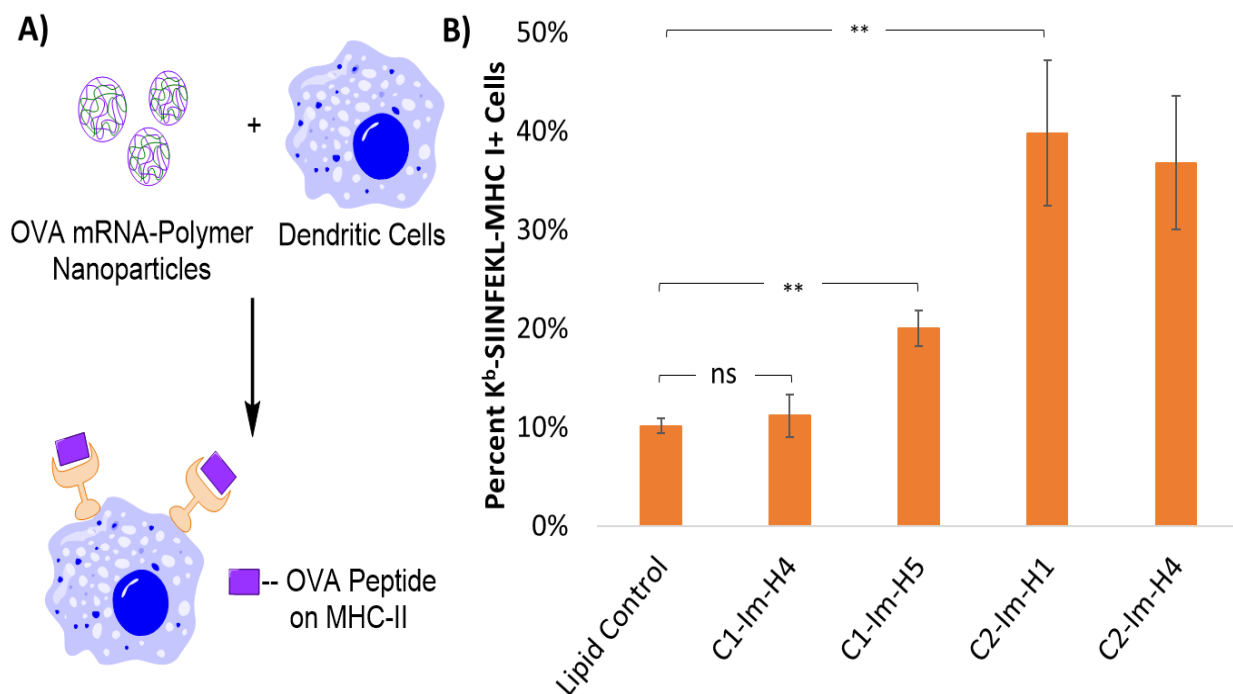 A)
+
OVA mRNA-Polymer
Nanoparticles
Dendritic Cells
-- OVA Peptide
on MHC-II
B)
Percent Kᵇ-SIINFEKL-MHC I+ Cells
50%
40%
30%
20%
10%
0%
**
**
ns
Lipid Control
C1-Im-H4
C1-Im-H5
C2-Im-H1
C2-Im-H4